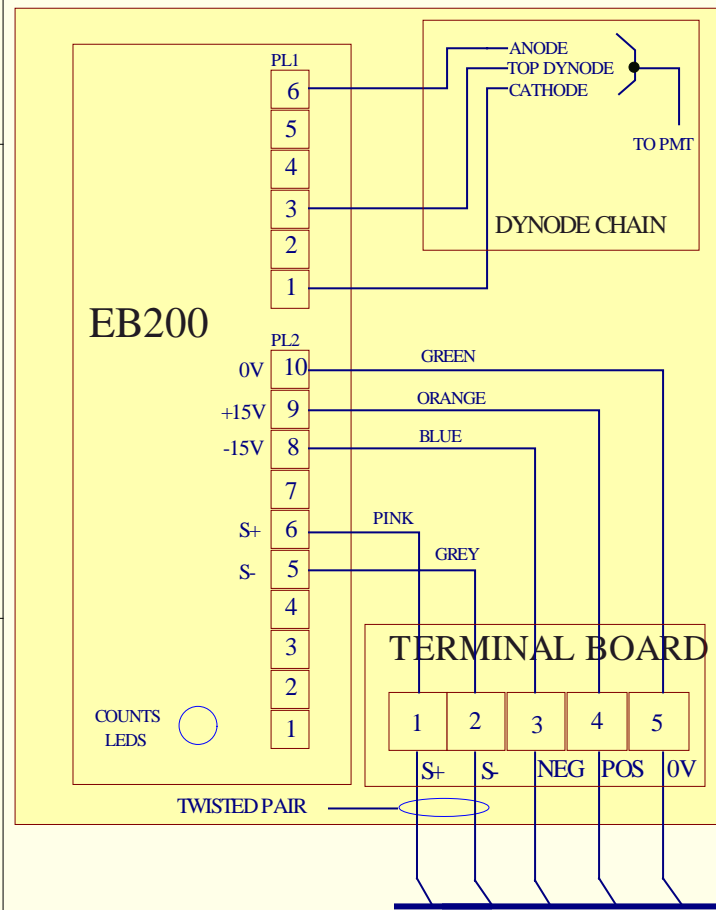 PL1
6
5
4
3
2
1
ANODE
TOP DYNODE
CATHODE
TO PMT
DYNODE CHAIN
EB200
PL2
0V 10 GREEN
+15V 9 ORANGE
-15V 8 BLUE
7
S+ 6 PINK
S- 5 GREY
4
3
2
1
COUNTS
LEDS
TERMINAL BOARD
1 2 3 4 5
S+ S- NEG POS 0V
TWISTED PAIR